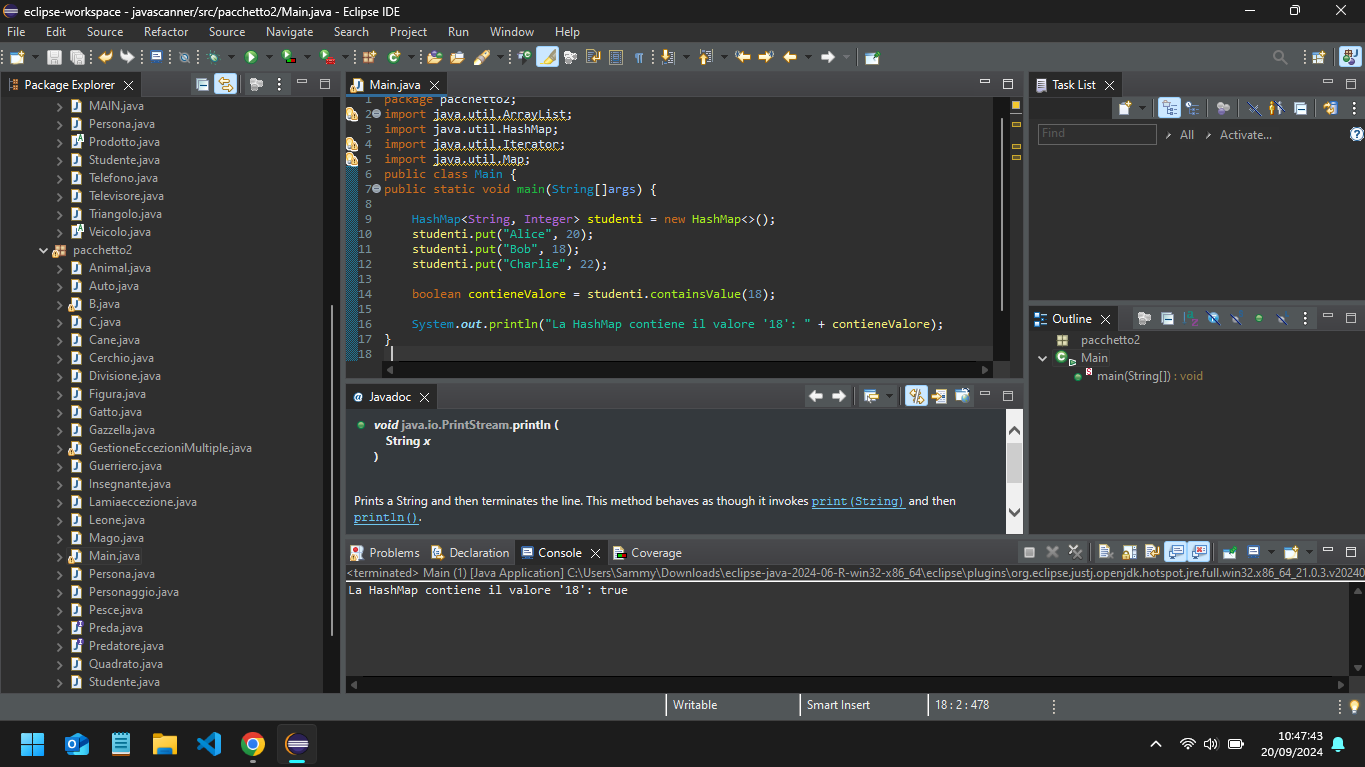 eclipse-workspace - javascanner/src/pacchetto2/Main.java - Eclipse IDE
File Edit Source Refactor Source Navigate Search Project Run Window Help
Package Explorer
MAIN.java
Persona.java
Prodotto.java
Studente.java
Telefono.java
Televisore.java
Triangolo.java
Veicolo.java
pacchetto2
Animal.java
Auto.java
B.java
C.java
Cane.java
Cerchio.java
Divisione.java
Figura.java
Gatto.java
Gazzella.java
GestioneEccezioniMultiple.java
Guerriero.java
Insegnante.java
Lamiaeccezione.java
Leone.java
Mago.java
Main.java
Persona.java
Personaggio.java
Pesce.java
Preda.java
Predatore.java
Quadrato.java
Studente.java
Main.java
1 package pacchetto2;
2 import java.util.ArrayList;
3 import java.util.HashMap;
4 import java.util.Iterator;
5 import java.util.Map;
6 public class Main {
7 public static void main(String[]args) {
8
9 HashMap<String, Integer> studenti = new HashMap<>();
10 studenti.put("Alice", 20);
11 studenti.put("Bob", 18);
12 studenti.put("Charlie", 22);
13
14 boolean contieneValore = studenti.containsValue(18);
15
16 System.out.println("La HashMap contiene il valore '18': " + contieneValore);
17 }
18
Javadoc
void java.io.PrintStream.println (
String x
)
Prints a String and then terminates the line. This method behaves as though it invokes print(String) and then
println().
Problems Declaration Console Coverage
<terminated> Main (1) [Java Application] C:\Users\Sammy\Downloads\eclipse-java-2024-06-R-win32-x86_64\eclipse\plugins\org.eclipse.justj.openjdk.hotspot.jre.full.win32.x86_64_21.0.3.v20240
La HashMap contiene il valore '18': true
Task List
Find All Activate...
Outline
pacchetto2
Main
main(String[]) : void
Writable Smart Insert 18 : 2 : 478
10:47:43
20/09/2024